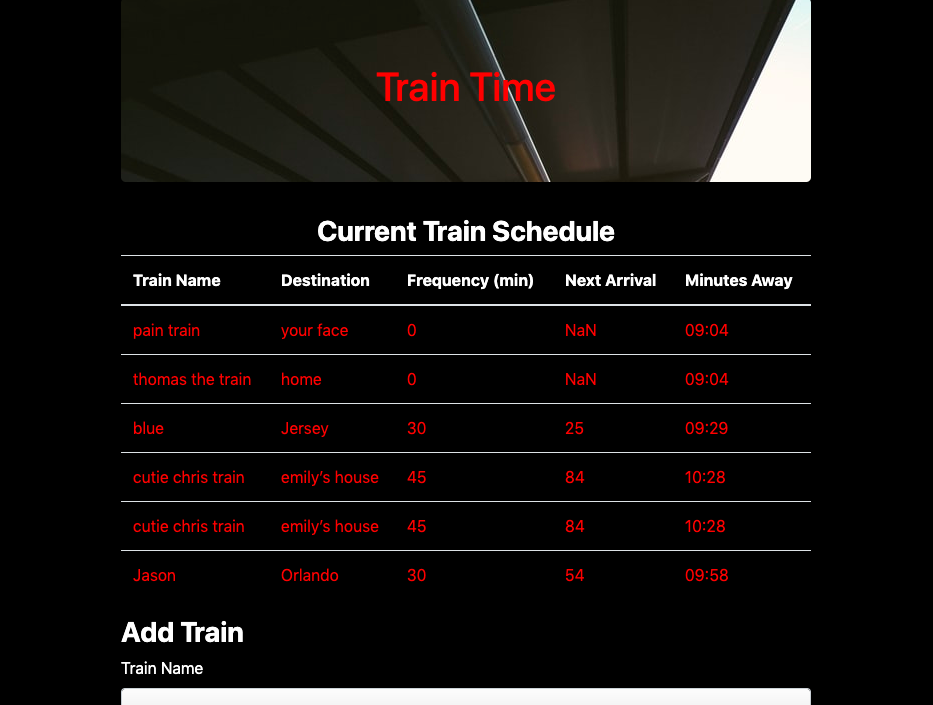 Train Time
Current Train Schedule
Train Name Destination Frequency (min) Next Arrival Minutes Away
pain train your face 0 NaN 09:04
thomas the train home 0 NaN 09:04
blue Jersey 30 25 09:29
cutie chris train emily’s house 45 84 10:28
cutie chris train emily’s house 45 84 10:28
Jason Orlando 30 54 09:58
Add Train
Train Name